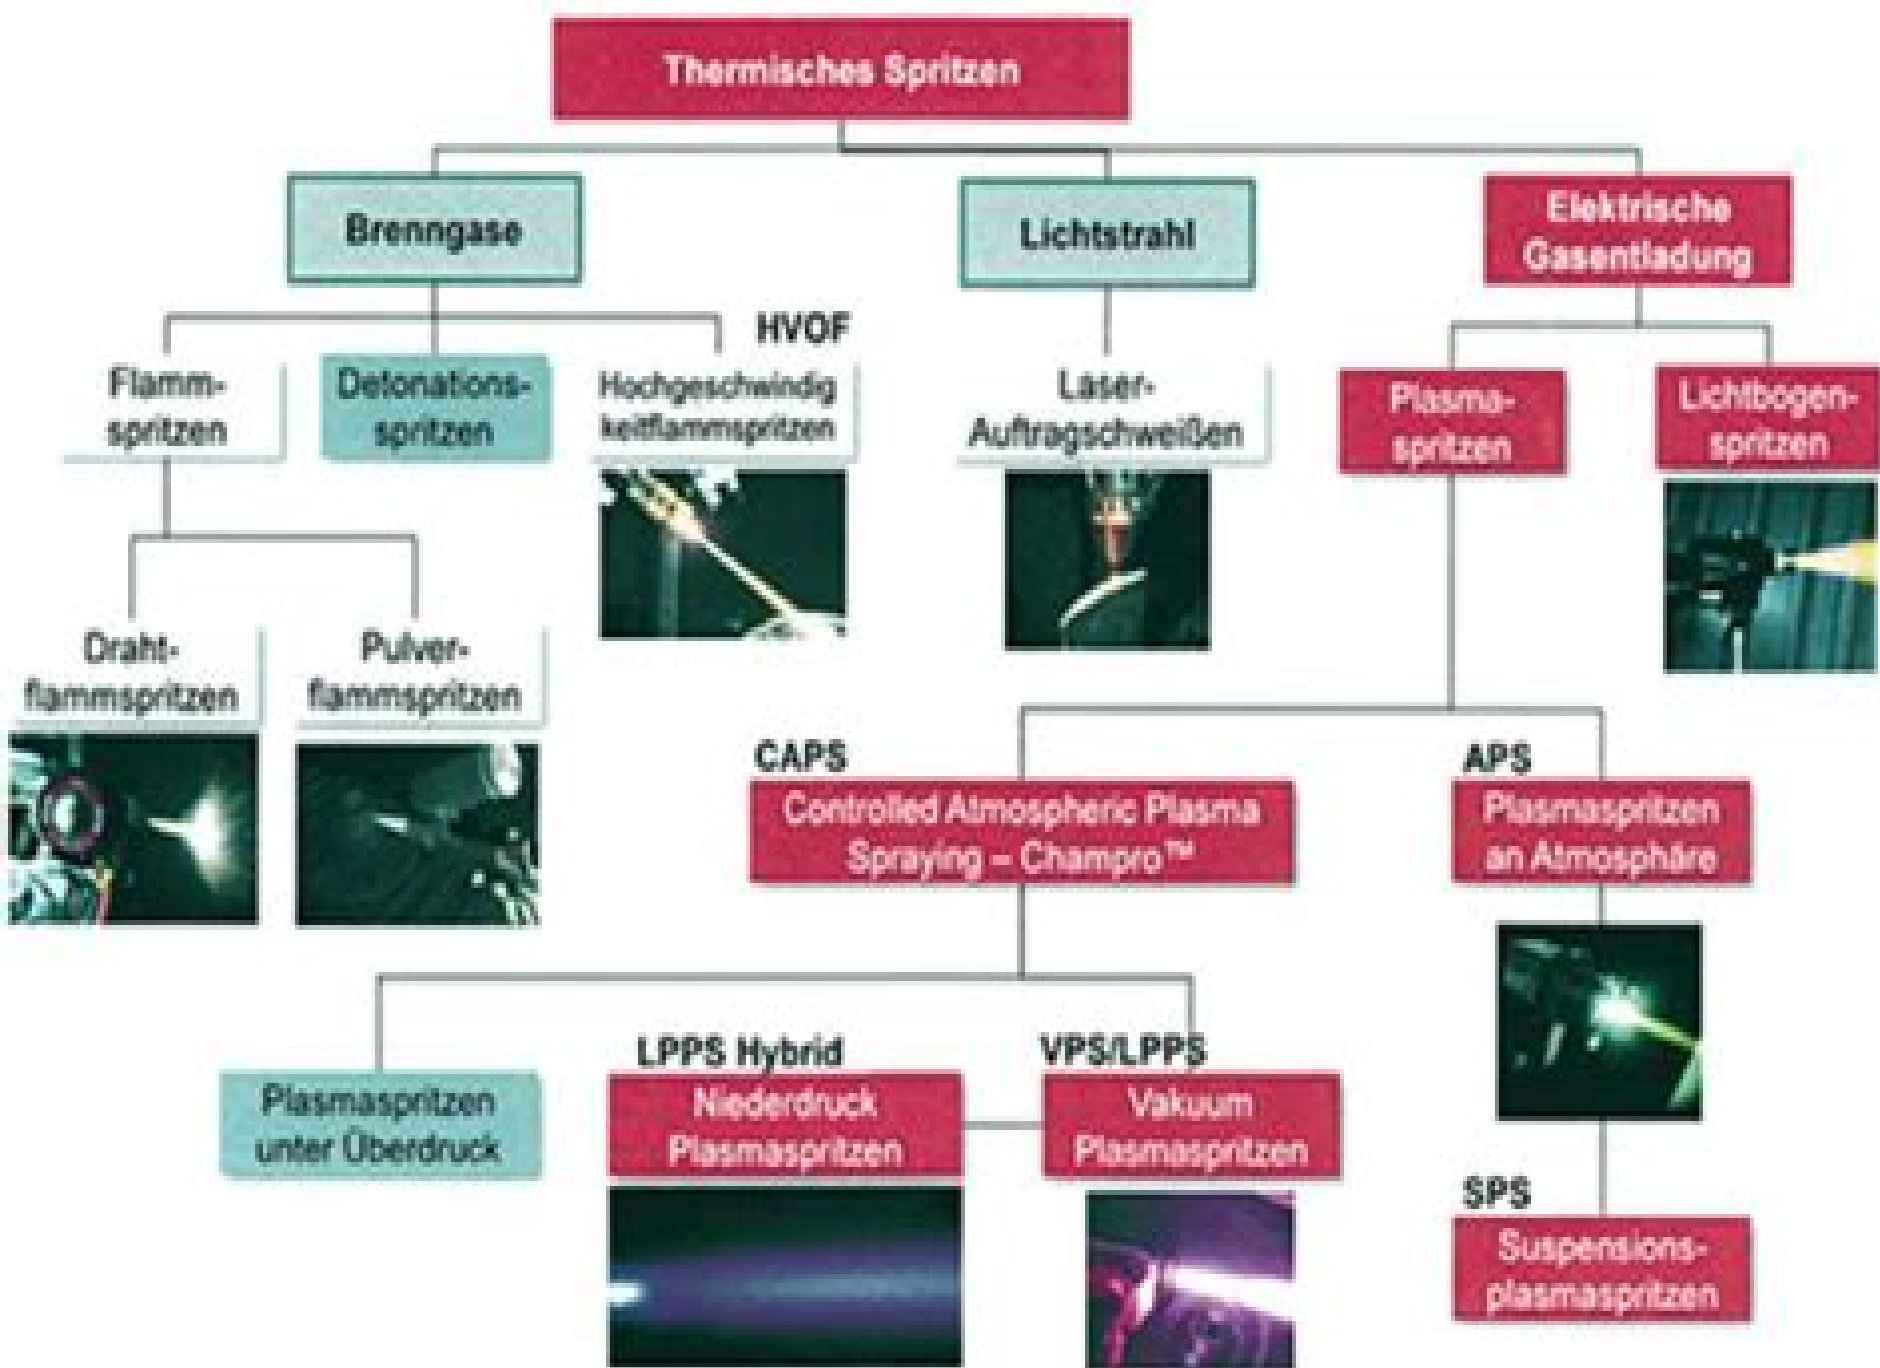 Thermisches Spritzen
Brenngase
Lichtstrahl
Elektrische
Gasentladung
HVOF
Flamm-
spritzen
Detonations-
spritzen
Hochgeschwindig
keitflammspritzen
Laser-
Auftragschweißen
Plasma-
spritzen
Lichtbogen-
spritzen
Draht-
flammspritzen
Pulver-
flammspritzen
CAPS
Controlled Atmospheric Plasma
Spraying – Champro™
APS
Plasmaspritzen
an Atmosphäre
Plasmaspritzen
unter Überdruck
LPPS Hybrid
Niederdruck
Plasmaspritzen
VPS/LPPS
Vakuum
Plasmaspritzen
SPS
Suspensions-
plasmaspritzen